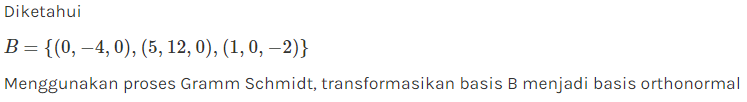 Diketahui
B = {(0, −4, 0), (5, 12, 0), (1, 0, −2)}
Menggunakan proses Gramm Schmidt, transformasikan basis B menjadi basis orthonormal